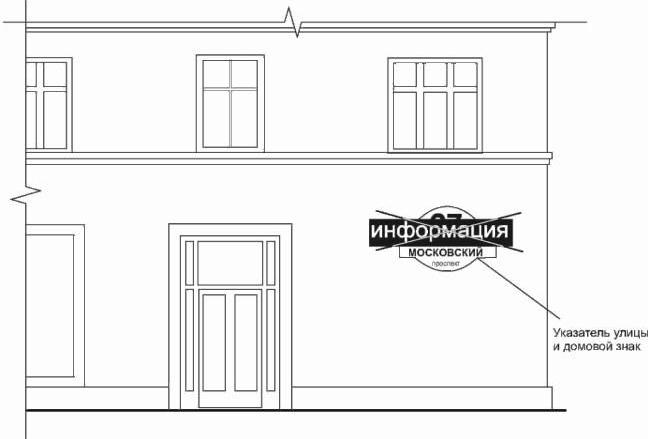 информация
МОСКОВСКИЙ
проспект
Указатель улицы
и домовой знак